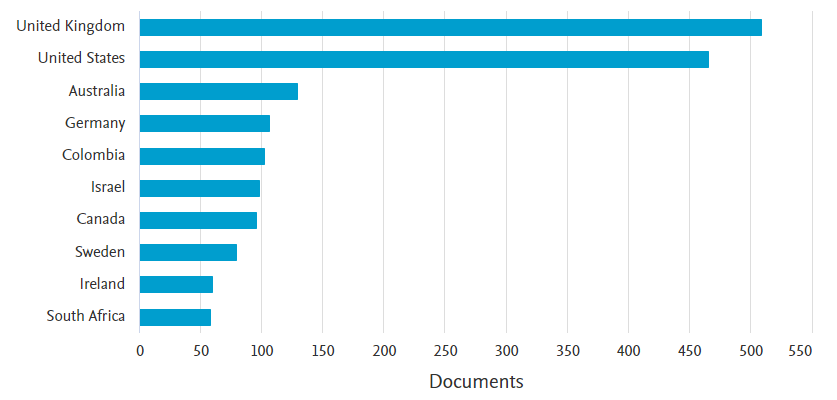 United Kingdom
United States
Australia
Germany
Colombia
Israel
Canada
Sweden
Ireland
South Africa
0 50 100 150 200 250 300 350 400 450 500 550
Documents